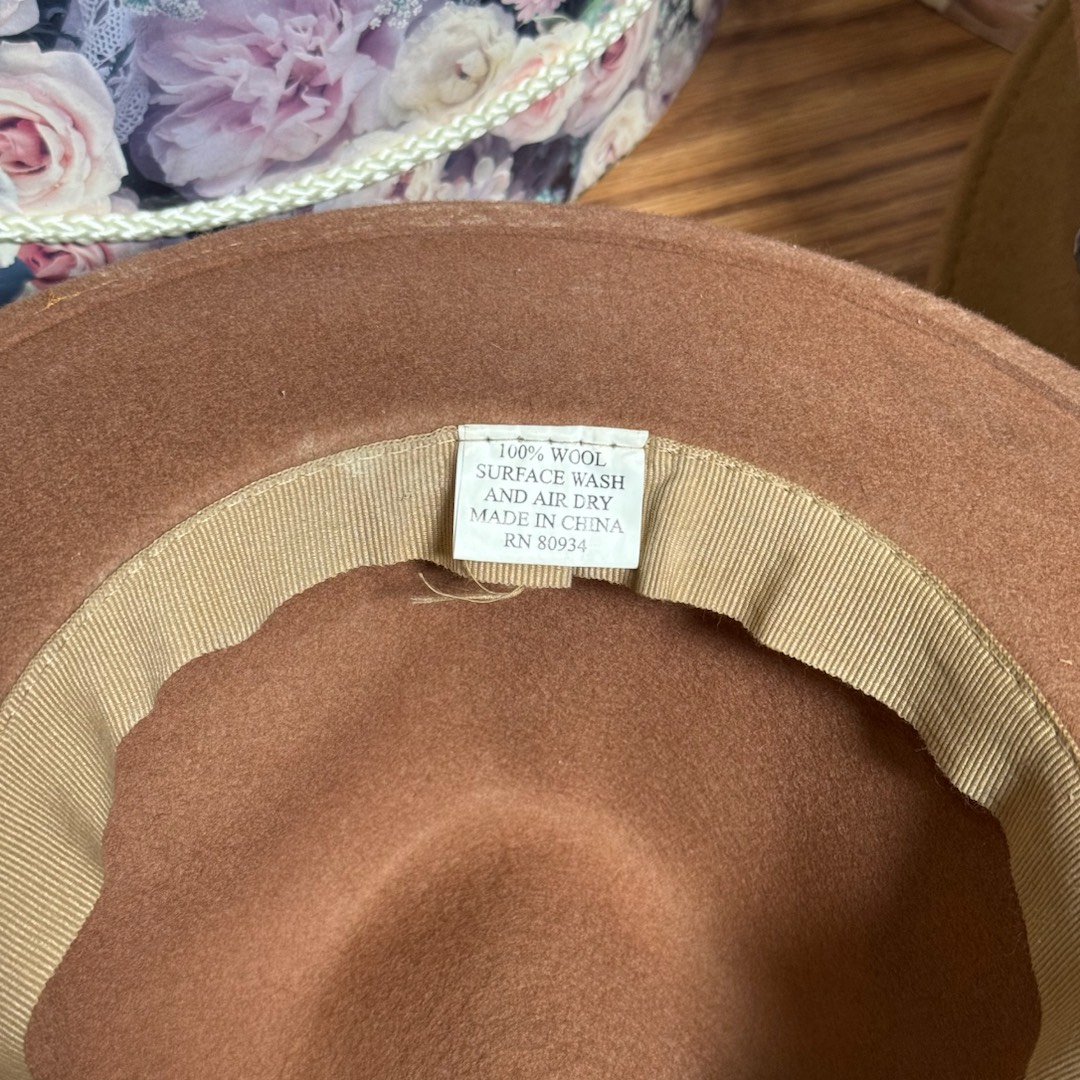 100% WOOL
SURFACE WASH
AND AIR DRY
MADE IN CHINA
RN 80934